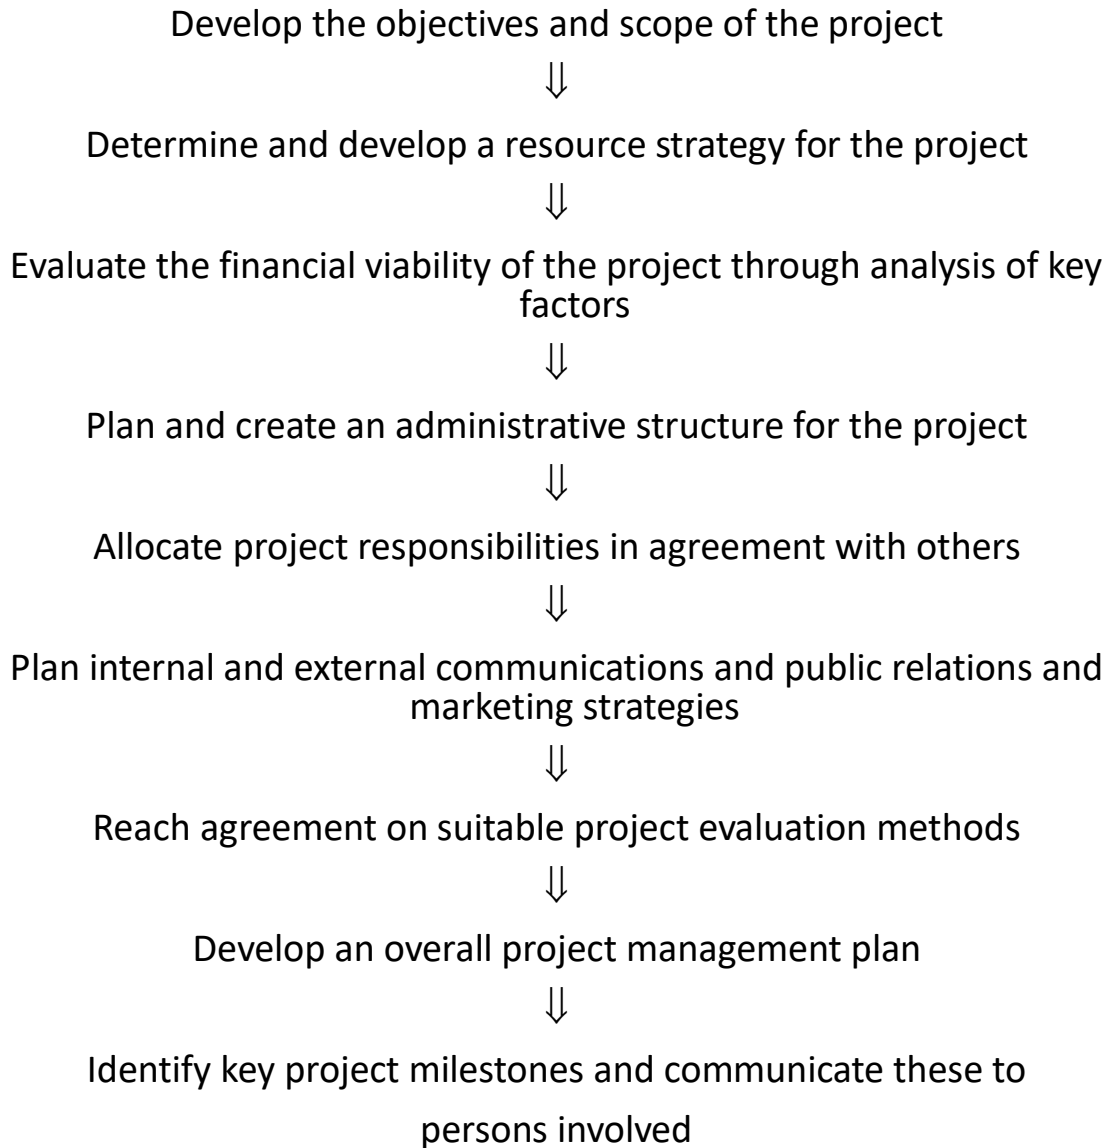 Develop the objectives and scope of the project
⇓
Determine and develop a resource strategy for the project
⇓
Evaluate the financial viability of the project through analysis of key
factors
⇓
Plan and create an administrative structure for the project
⇓
Allocate project responsibilities in agreement with others
⇓
Plan internal and external communications and public relations and
marketing strategies
⇓
Reach agreement on suitable project evaluation methods
⇓
Develop an overall project management plan
⇓
Identify key project milestones and communicate these to
persons involved